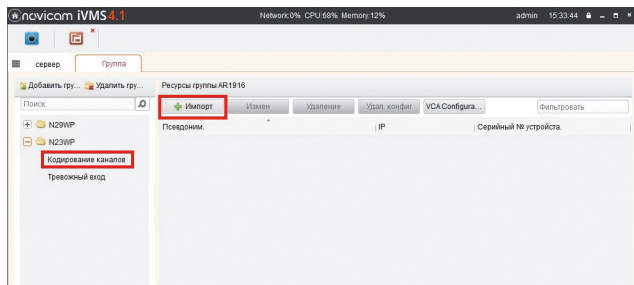 novicam iVMS4.1 Network:0% CPU:68% Memory:12% admin 15:33:44
сервер Группа
Добавить гру... Удалить гру... Ресурсы группы AR1916
Поиск. Импорт Измен Удаление Удал. конфиг VCA Configura... Фильтровать
N29WP Псевдоним. IP Серийный № устройства.
N23WP
Кодирование каналов
Тревожный вход